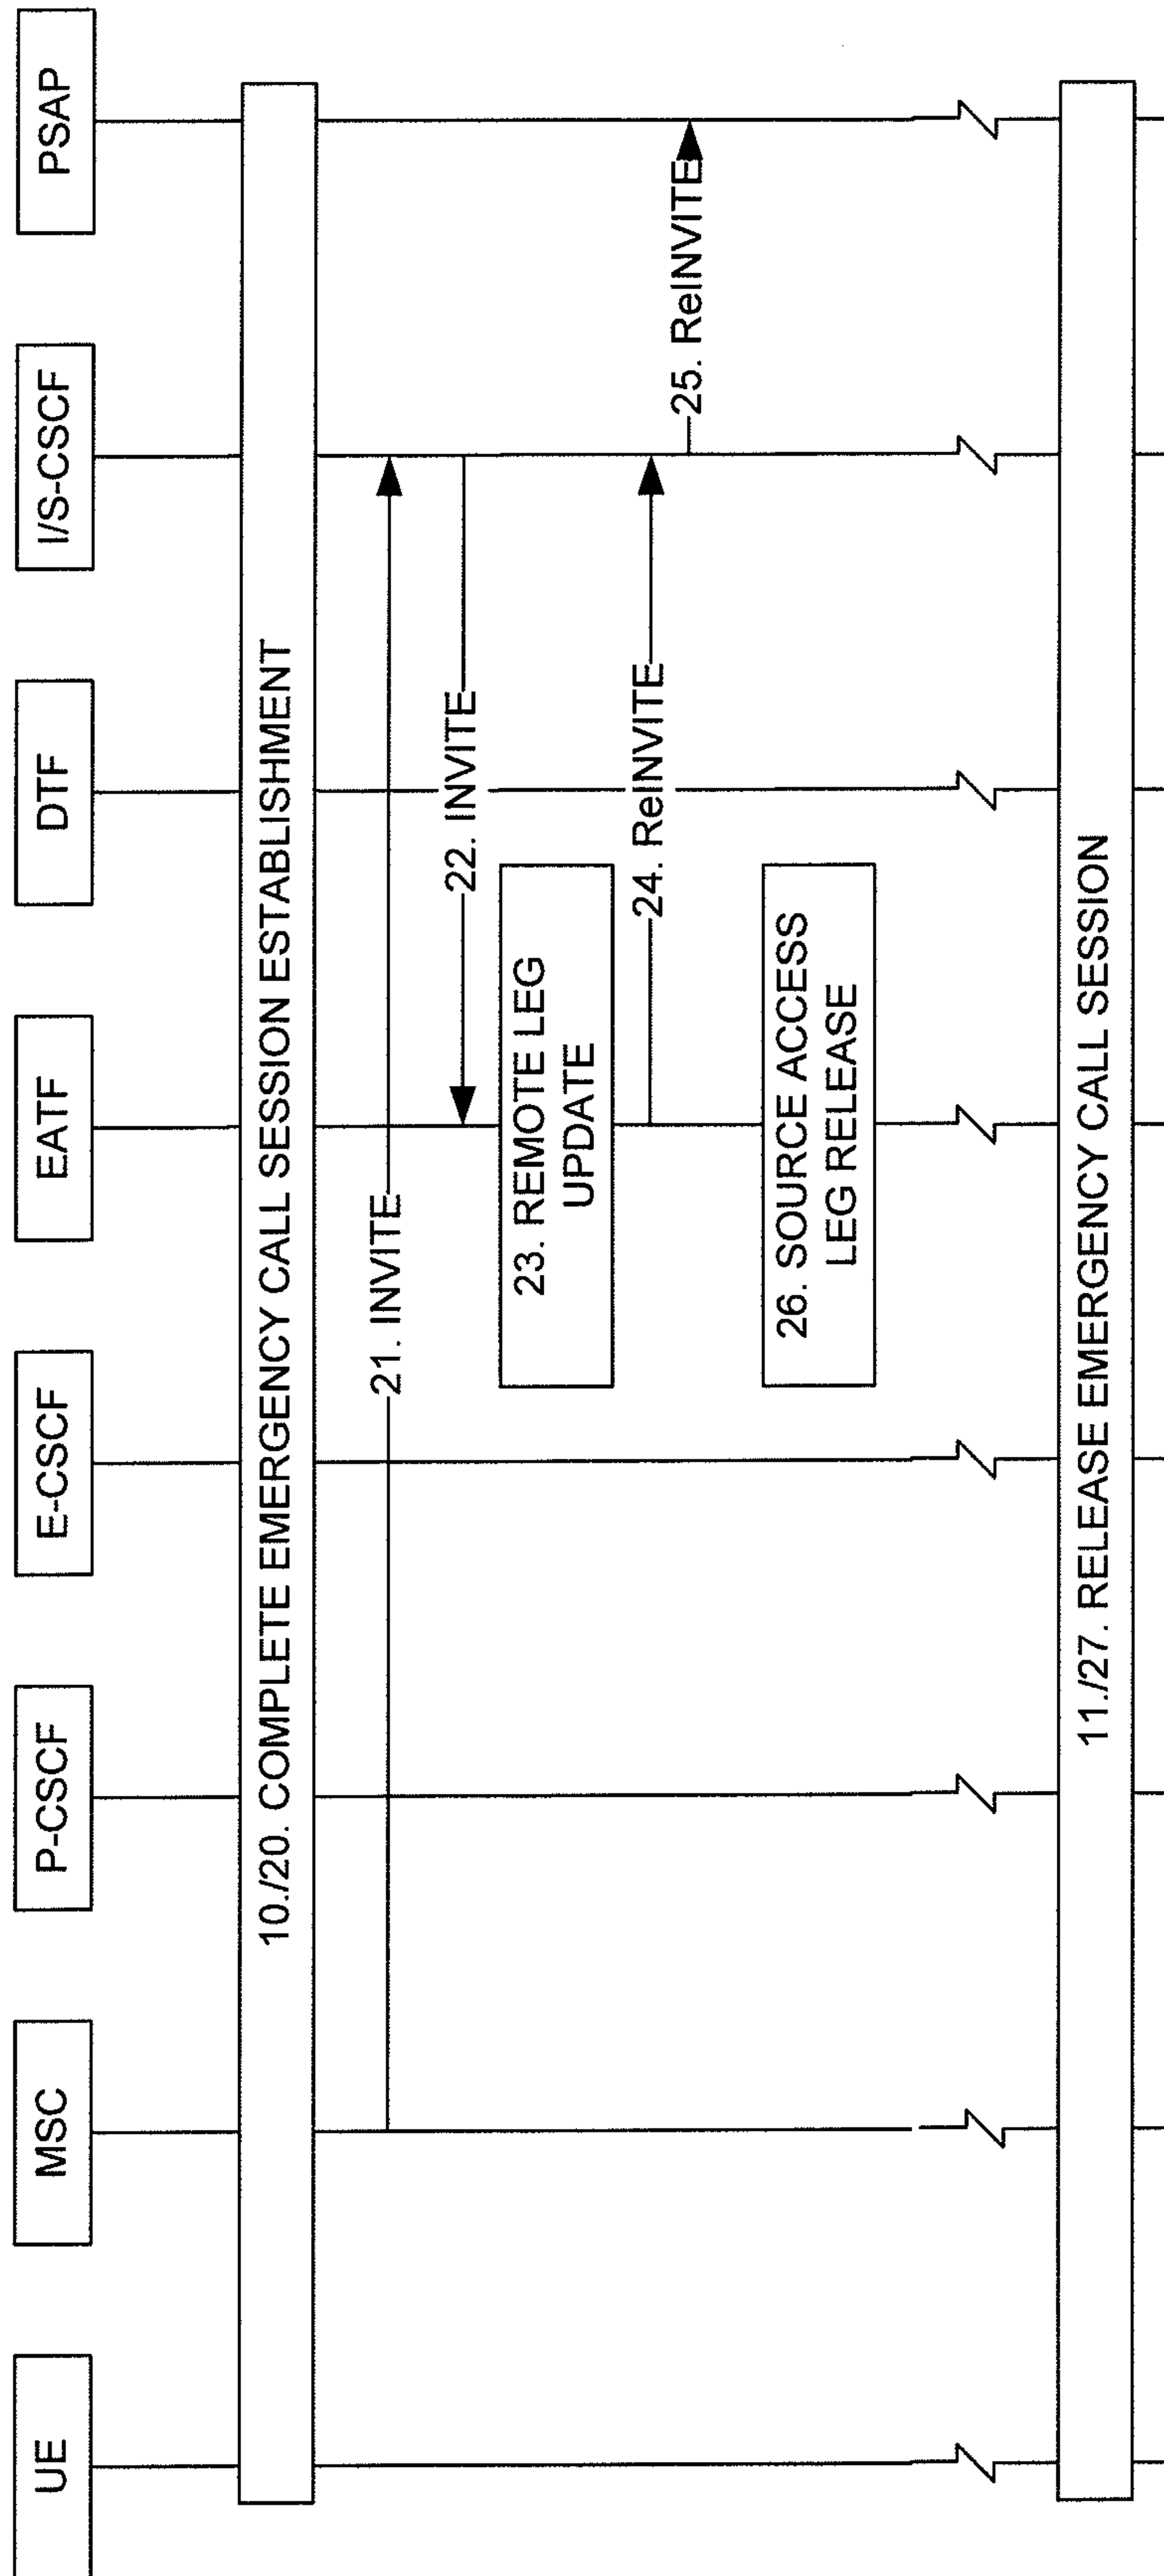 UE
MSC
P-CSCF
E-CSCF
EATF
DTF
I/S-CSCF
PSAP
10./20. COMPLETE EMERGENCY CALL SESSION ESTABLISHMENT
21. INVITE
22. INVITE
23. REMOTE LEG
UPDATE
24. ReINVITE
25. ReINVITE
26. SOURCE ACCESS
LEG RELEASE
11./27. RELEASE EMERGENCY CALL SESSION